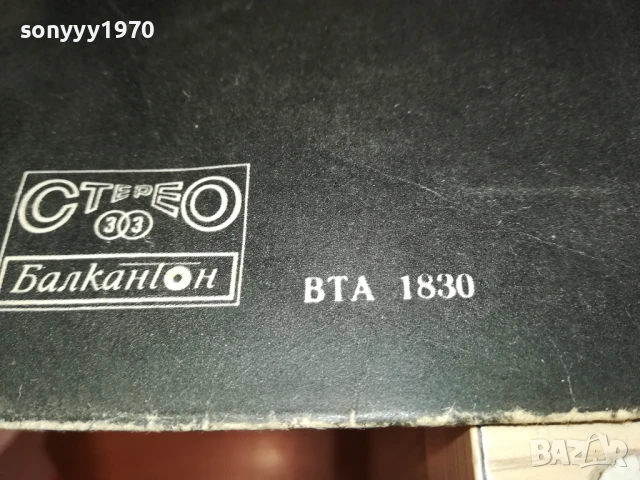 sonyyy1970
СТЕРЕО
33
Балкантон
ВТА 1830
BAZAR